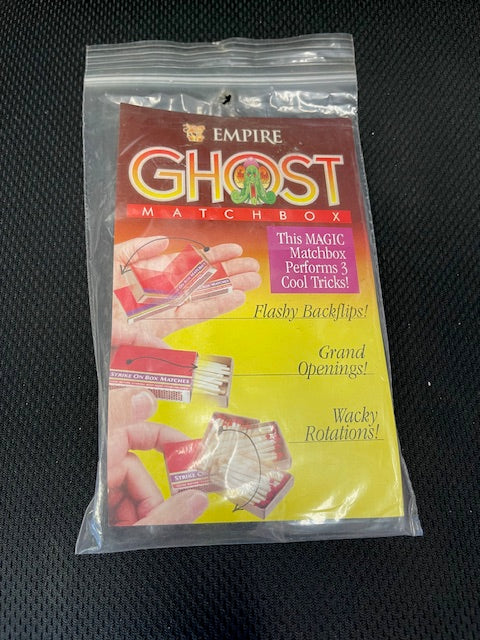 EMPIRE
GHOST
MATCHBOX
This MAGIC
Matchbox
Performs 3
Cool Tricks!
Flashy Backflips!
Grand
Openings!
STRIKE ON BOX MATCHES
Wacky
Rotations!
STRIKE